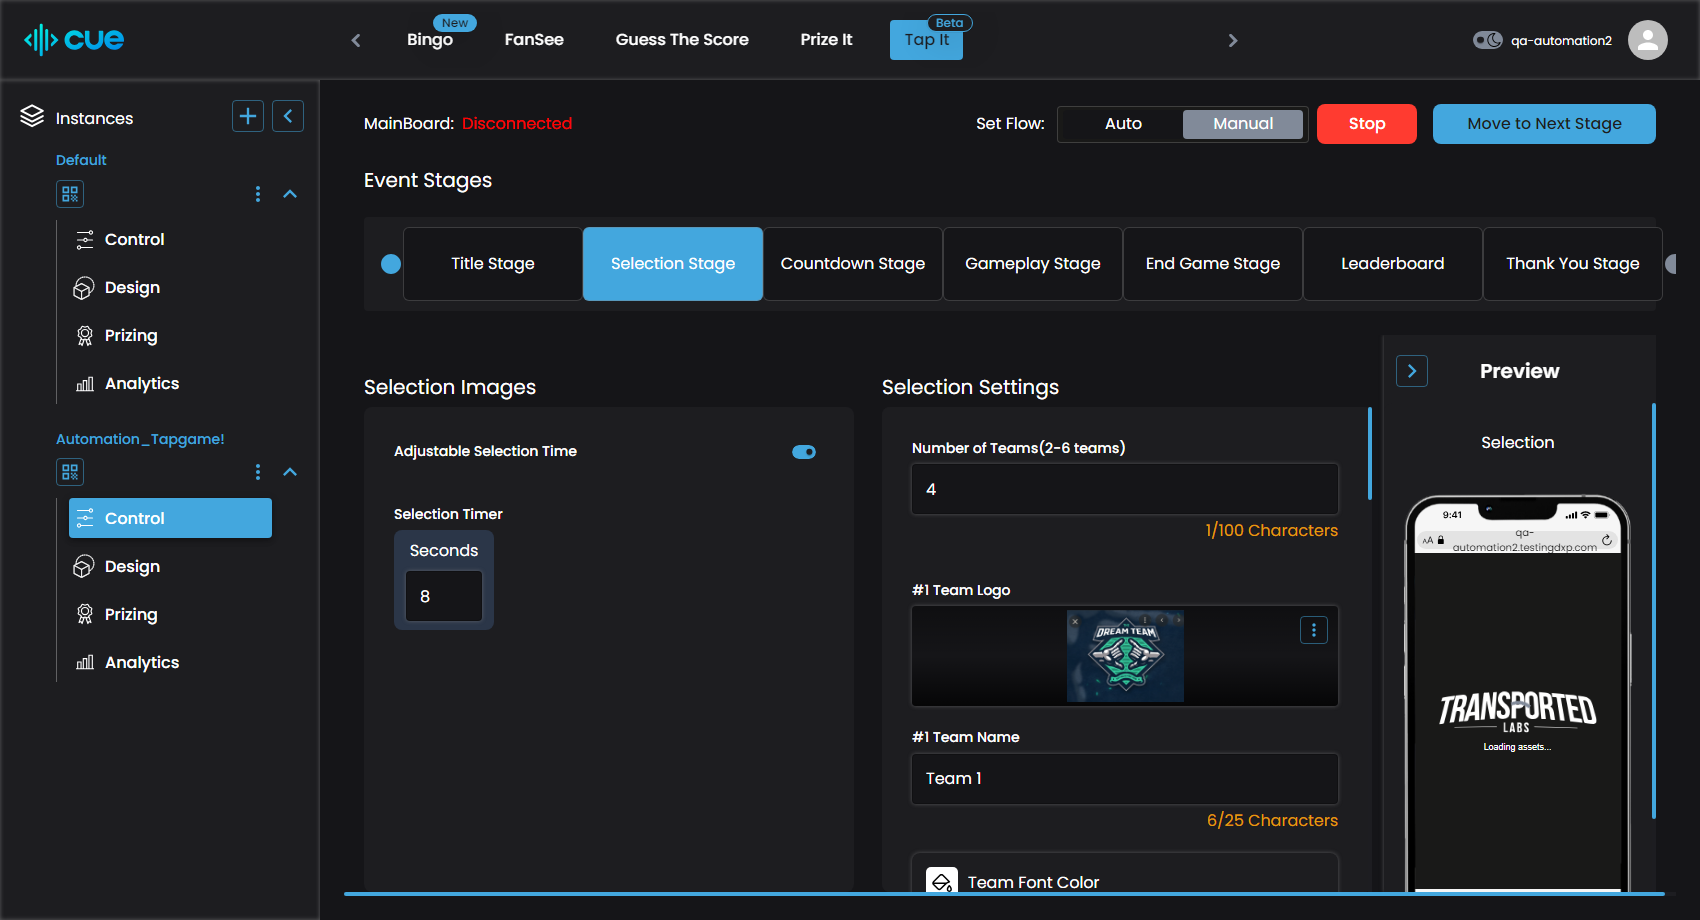 cue
New
Bingo
FanSee
Guess The Score
Prize It
Beta
Tap It
qa-automation2
Instances
Default
Control
Design
Prizing
Analytics
Automation_Tapgame!
Control
Design
Prizing
Analytics
MainBoard: Disconnected
Set Flow:
Auto
Manual
Stop
Move to Next Stage
Event Stages
Title Stage
Selection Stage
Countdown Stage
Gameplay Stage
End Game Stage
Leaderboard
Thank You Stage
Selection Images
Adjustable Selection Time
Selection Timer
Seconds
8
Selection Settings
Number of Teams(2-6 teams)
4
1/100 Characters
#1 Team Logo
DREAM TEAM
#1 Team Name
Team 1
6/25 Characters
Team Font Color
Preview
Selection
9:41
AA
qa-
automation2.testingdxp.com
TRANSPORTED
LABS
Loading assets...